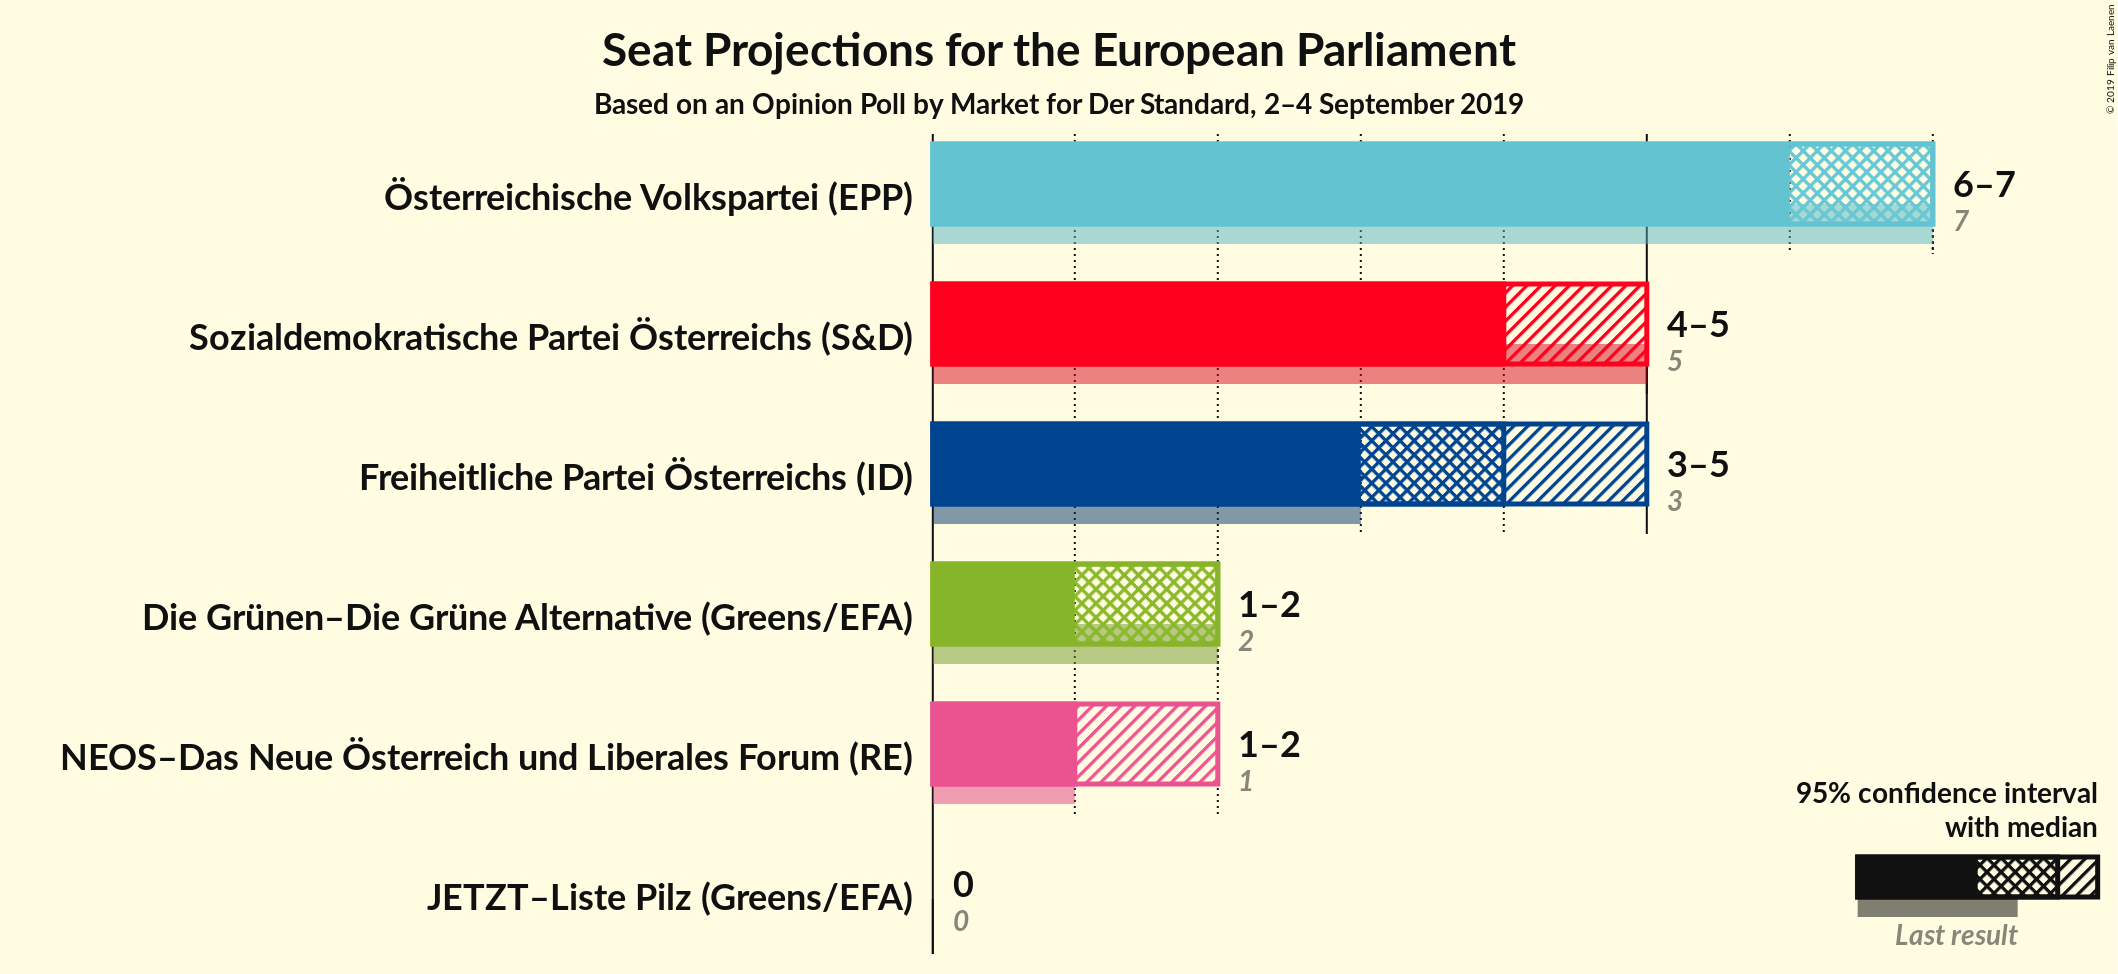 Seat Projections for the European Parliament
Based on an Opinion Poll by Market for Der Standard, 2–4 September 2019
© 2019 Filip van Laenen
Österreichische Volkspartei (EPP)
6–7
7
Sozialdemokratische Partei Österreichs (S&D)
4–5
5
Freiheitliche Partei Österreichs (ID)
3–5
3
Die Grünen–Die Grüne Alternative (Greens/EFA)
1–2
2
NEOS–Das Neue Österreich und Liberales Forum (RE)
1–2
1
JETZT–Liste Pilz (Greens/EFA)
0
0
95% confidence interval
with median
Last result